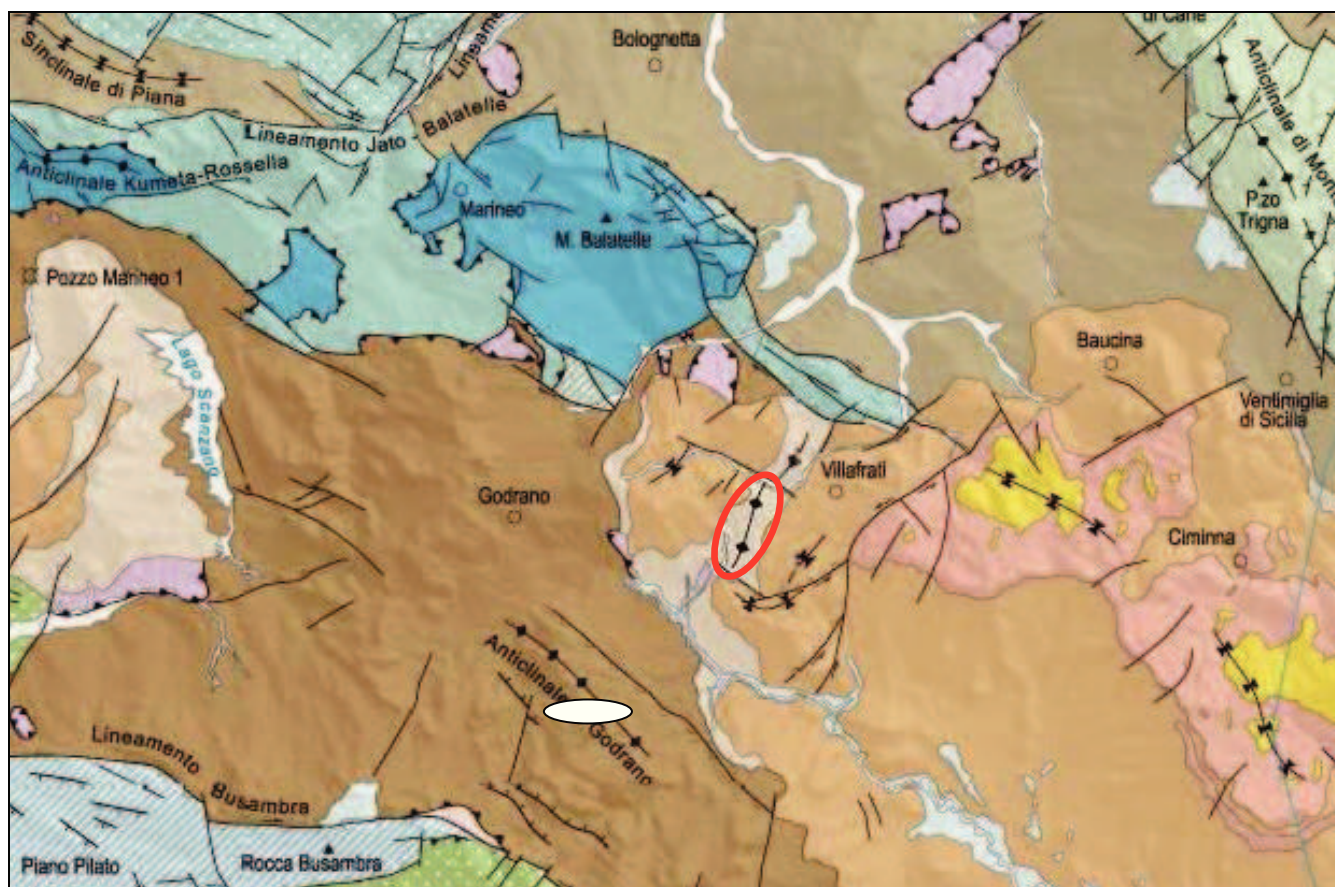 di Cane
Bolognetta
Lineame
Sinclinale di Piana
Anticlinale di Mon
Lineamento Jato - Balatelle
Anticlinale Kumeta-Rossella
Marineo
M. Balatelle
P.zo
Trigna
Pozzo Marineo 1
Lago Scanzano
Baucina
Ventimiglia
di Sicilia
Villafrati
Godrano
Ciminna
Anticlinale
Godrano
Lineamento
Busambra
Piano Pilato
Rocca Busambra